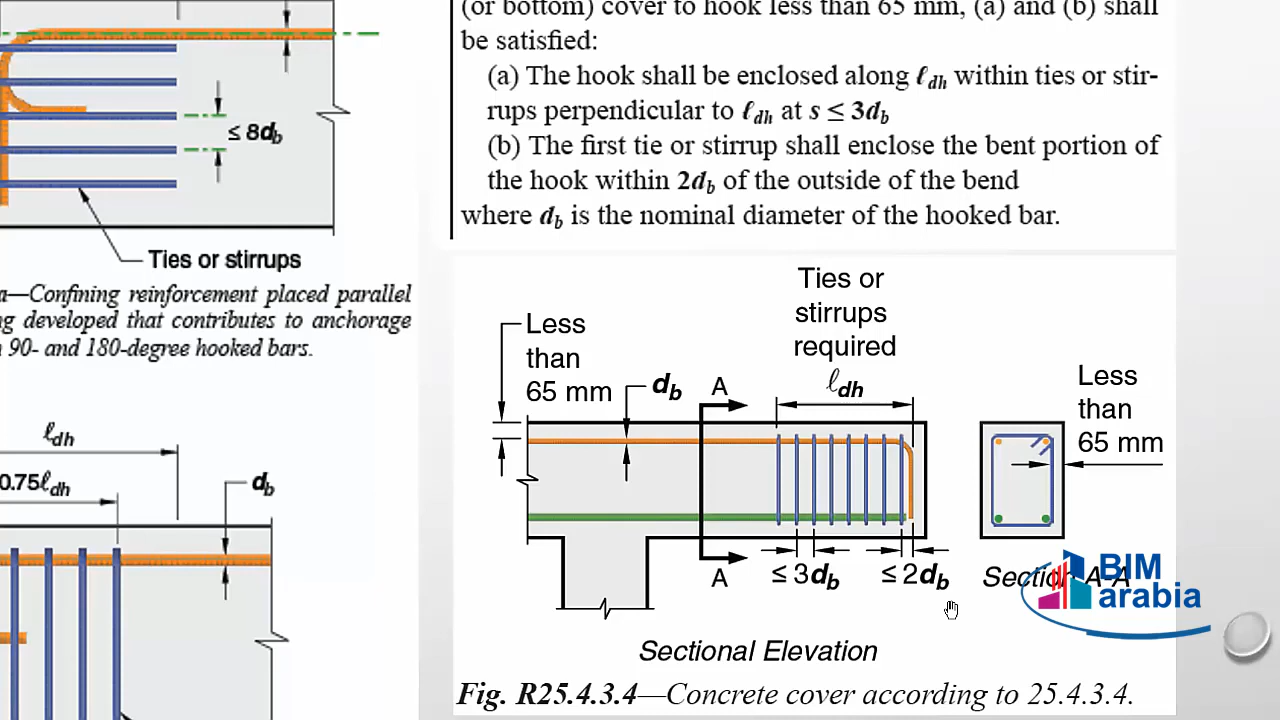 ≤ 8db
Ties or stirrups
a—Confining reinforcement placed parallel
ng developed that contributes to anchorage
90- and 180-degree hooked bars.
ℓdh
0.75ℓdh
db
(or bottom) cover to hook less than 65 mm, (a) and (b) shall
be satisfied:
(a) The hook shall be enclosed along ℓdh within ties or stir-
rups perpendicular to ℓdh at s ≤ 3db
(b) The first tie or stirrup shall enclose the bent portion of
the hook within 2db of the outside of the bend
where db is the nominal diameter of the hooked bar.
Ties or
stirrups
required
Less
than
65 mm
db
A
ℓdh
Less
than
65 mm
A
≤ 3db
≤ 2db
Section A-A
BIM
arabia
Sectional Elevation
Fig. R25.4.3.4—Concrete cover according to 25.4.3.4.